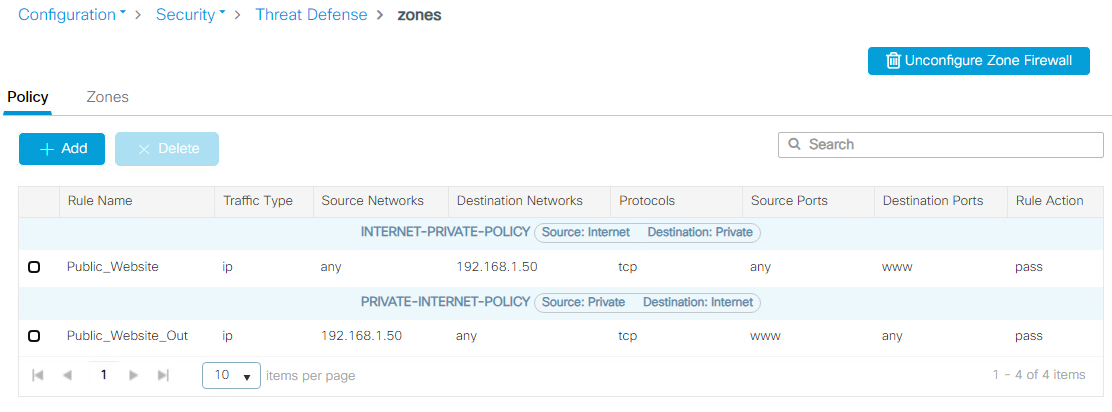 Configuration > Security > Threat Defense > zones
Unconfigure Zone Firewall
Policy Zones
+ Add × Delete Search
Rule Name Traffic Type Source Networks Destination Networks Protocols Source Ports Destination Ports Rule Action
INTERNET-PRIVATE-POLICY Source: Internet Destination: Private
Public_Website ip any 192.168.1.50 tcp any www pass
PRIVATE-INTERNET-POLICY Source: Private Destination: Internet
Public_Website_Out ip 192.168.1.50 any tcp www any pass
1 10 items per page 1 - 4 of 4 items